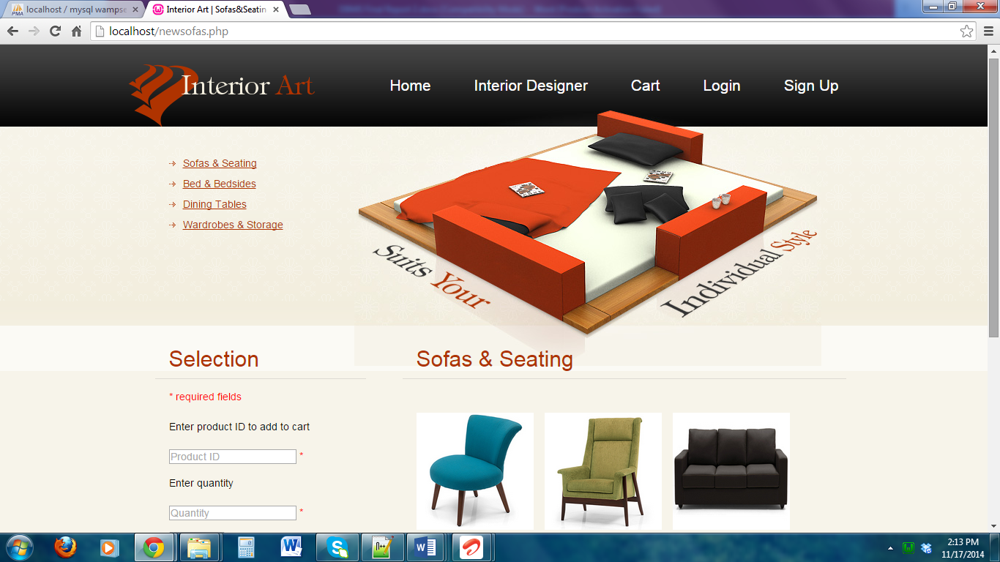 localhost / mysql wampse
Interior Art | Sofas&Seatin
localhost/newsofas.php
Interior Art
Home
Interior Designer
Cart
Login
Sign Up
Sofas & Seating
Bed & Bedsides
Dining Tables
Wardrobes & Storage
Suits Your
Individual Style
Selection
Sofas & Seating
* required fields
Enter product ID to add to cart
Product ID *
Enter quantity
Quantity *
2:13 PM
11/17/2014